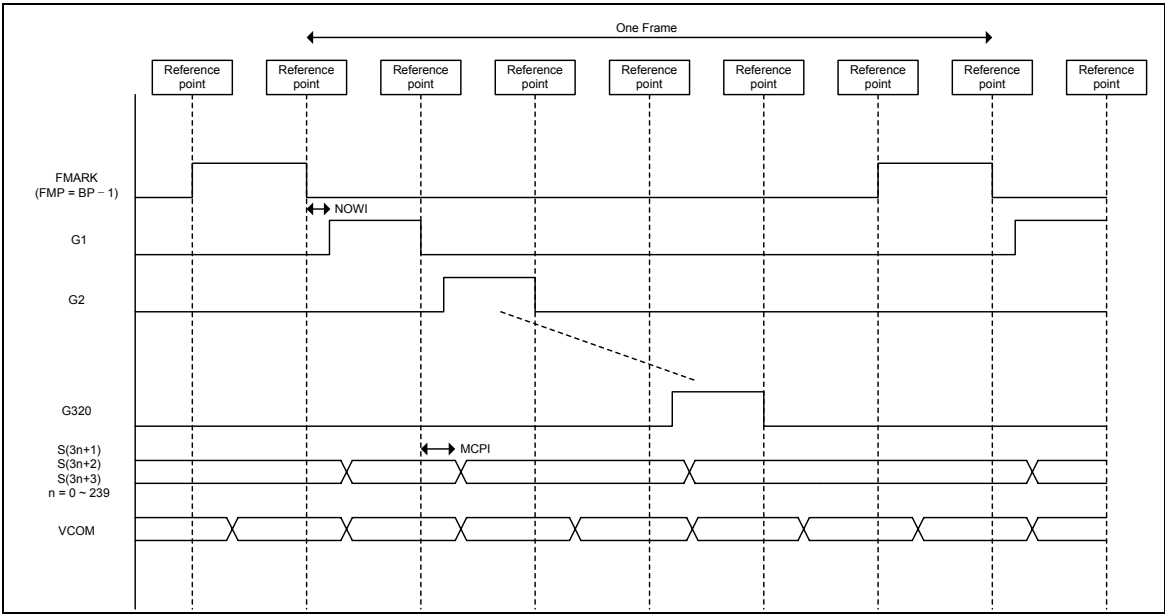 One Frame
Reference
point
Reference
point
Reference
point
Reference
point
Reference
point
Reference
point
Reference
point
Reference
point
Reference
point
FMARK
(FMP = BP − 1)
NOWI
G1
G2
G320
MCPI
S(3n+1)
S(3n+2)
S(3n+3)
n = 0 ~ 239
VCOM